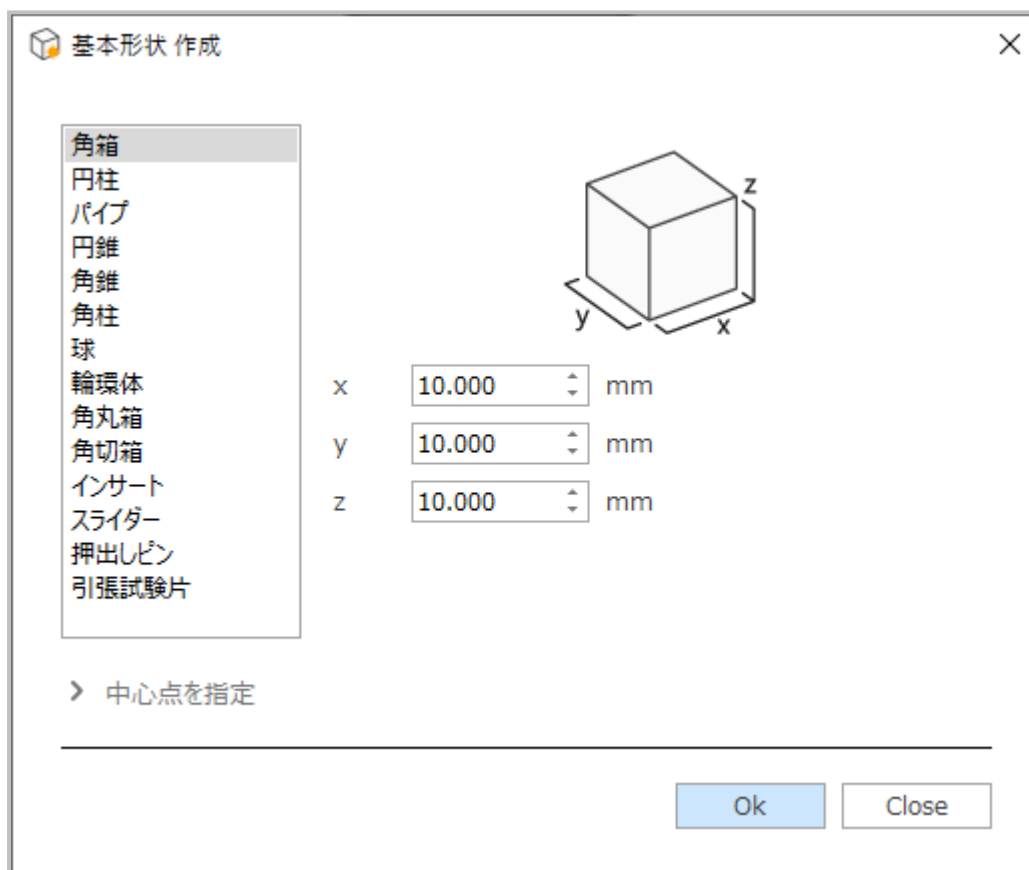 基本形状 作成
角箱
円柱
パイプ
円錐
角錐
角柱
球
輪環体
角丸箱
角切箱
インサート
スライダー
押出しピン
引張試験片
z
y
x
x 10.000 mm
y 10.000 mm
z 10.000 mm
中心点を指定
Ok Close